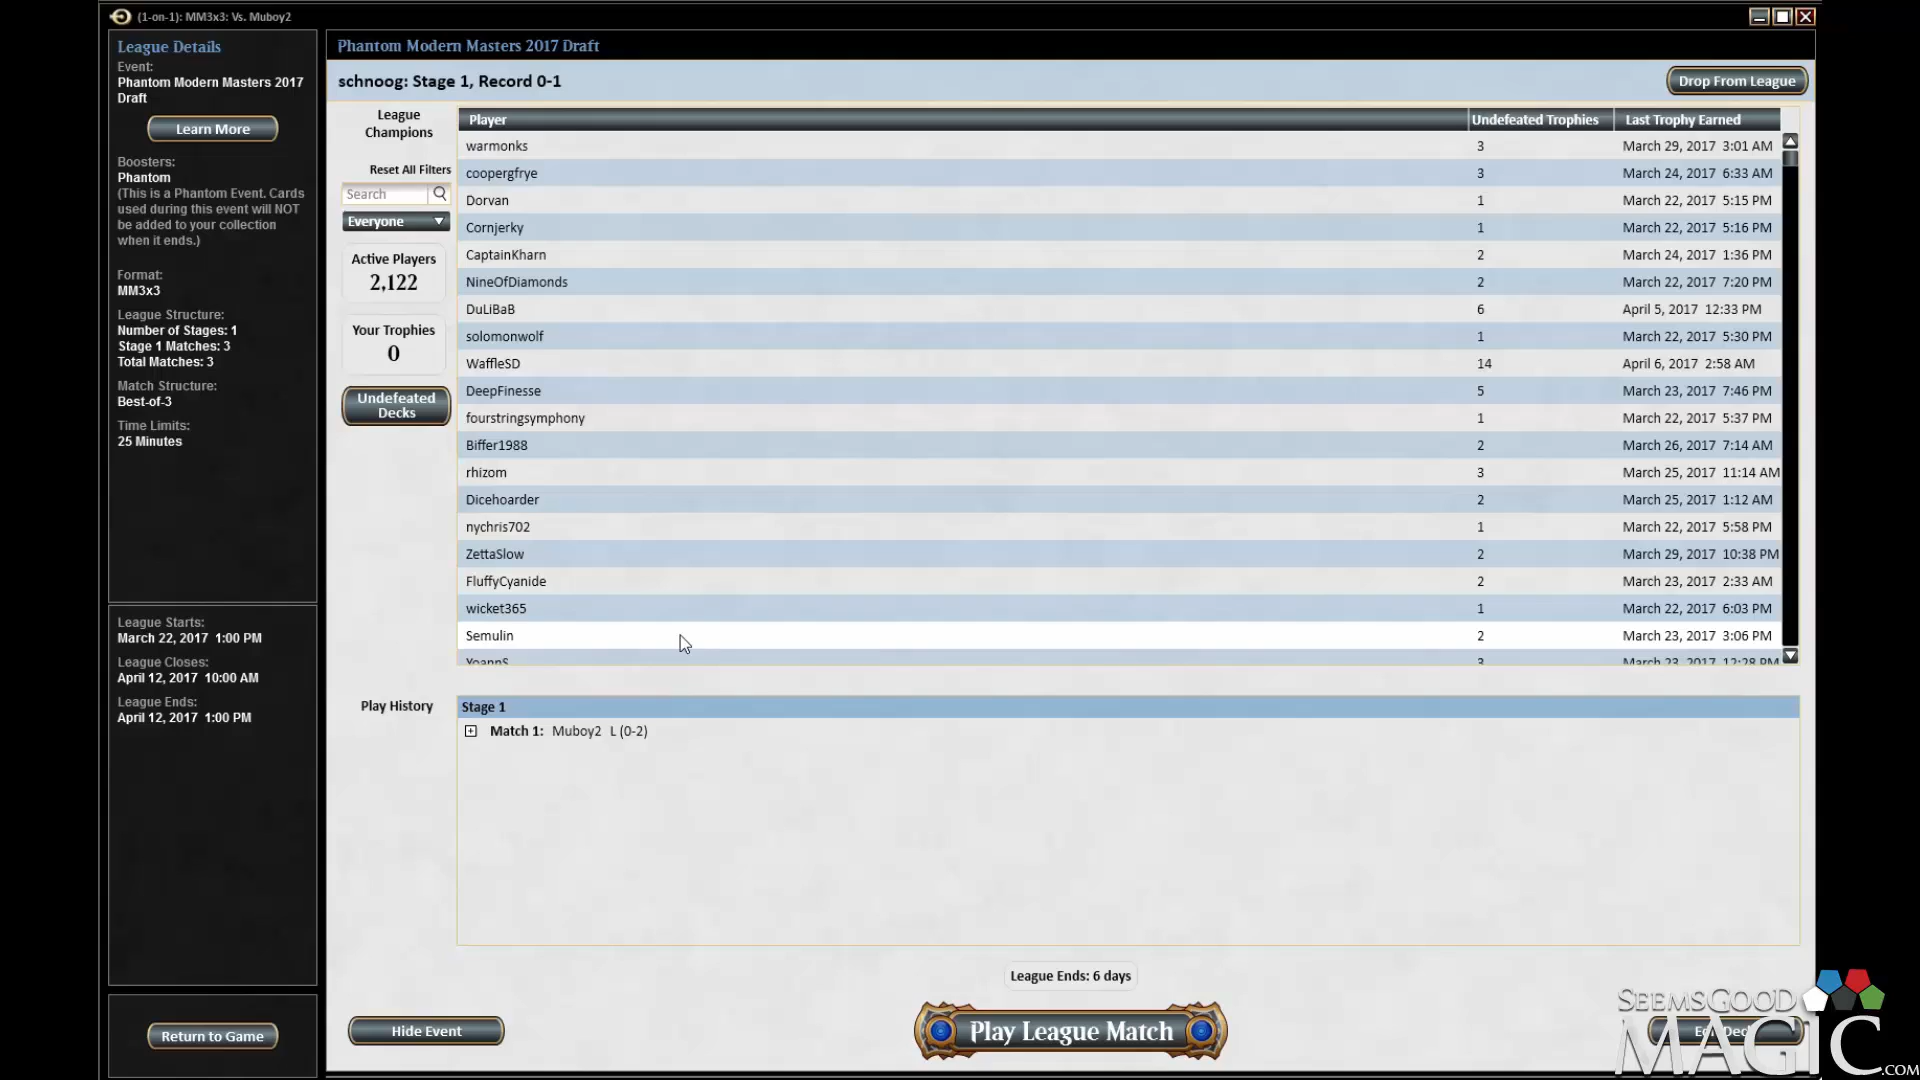 (1-on-1): MM3x3: Vs. Muboy2
League Details
Event:
Phantom Modern Masters 2017
Draft
Learn More
Boosters:
Phantom
(This is a Phantom Event. Cards
used during this event will NOT
be added to your collection
when it ends.)
Format:
MM3x3
League Structure:
Number of Stages: 1
Stage 1 Matches: 3
Total Matches: 3
Match Structure:
Best-of-3
Time Limits:
25 Minutes
League Starts:
March 22, 2017 1:00 PM
League Closes:
April 12, 2017 10:00 AM
League Ends:
April 12, 2017 1:00 PM
Return to Game
Phantom Modern Masters 2017 Draft
schnoog: Stage 1, Record 0-1
Drop From League
League
Champions
Reset All Filters
Search
Everyone
Active Players
2,122
Your Trophies
0
Undefeated
Decks
Player Undefeated Trophies Last Trophy Earned
warmonks 3 March 29, 2017 3:01 AM
coopergfrye 3 March 24, 2017 6:33 AM
Dorvan 1 March 22, 2017 5:15 PM
Cornjerky 1 March 22, 2017 5:16 PM
CaptainKharn 2 March 24, 2017 1:36 PM
NineOfDiamonds 2 March 22, 2017 7:20 PM
DuLiBaB 6 April 5, 2017 12:33 PM
solomonwolf 1 March 22, 2017 5:30 PM
WaffleSD 14 April 6, 2017 2:58 AM
DeepFinesse 5 March 23, 2017 7:46 PM
fourstringsymphony 1 March 22, 2017 5:37 PM
Biffer1988 2 March 26, 2017 7:14 AM
rhizom 3 March 25, 2017 11:14 AM
Dicehoarder 2 March 25, 2017 1:12 AM
nychris702 1 March 22, 2017 5:58 PM
ZettaSlow 2 March 29, 2017 10:38 PM
FluffyCyanide 2 March 23, 2017 2:33 AM
wicket365 1 March 22, 2017 6:03 PM
Semulin 2 March 23, 2017 3:06 PM
YoannS 3 March 23, 2017 12:28 PM
Play History
Stage 1
Match 1: Muboy2 L (0-2)
League Ends: 6 days
Hide Event
Play League Match
SEEMSGOOD
MAGIC
.COM